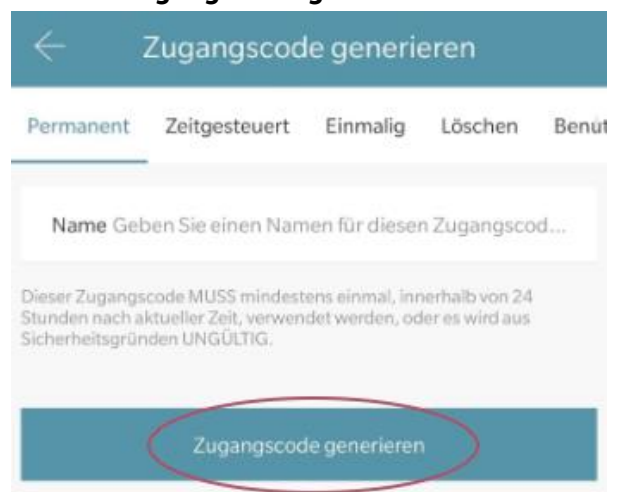 Zugangscode generieren
Permanent Zeitgesteuert Einmalig Löschen Benut
Name Geben Sie einen Namen für diesen Zugangscod...
Dieser Zugangscode MUSS mindestens einmal, innerhalb von 24
Stunden nach aktueller Zeit, verwendet werden, oder es wird aus
Sicherheitsgründen UNGÜLTIG.
Zugangscode generieren